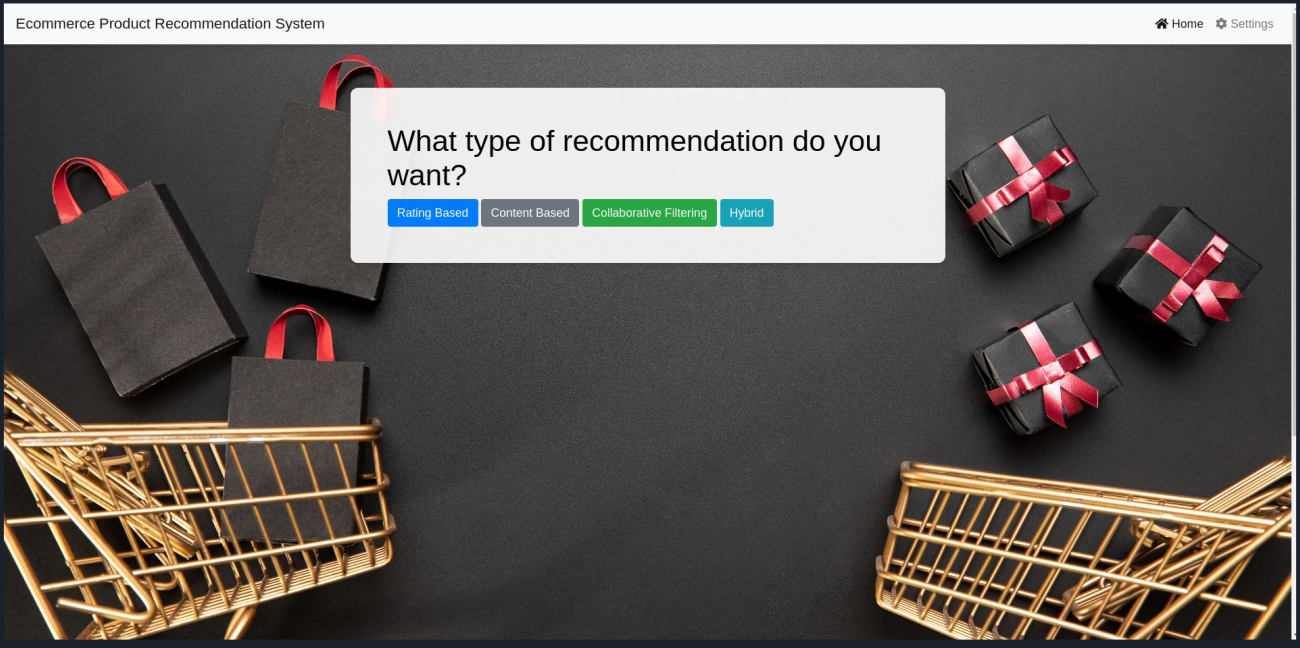 Ecommerce Product Recommendation System
Home Settings
What type of recommendation do you
want?
Rating Based Content Based Collaborative Filtering Hybrid